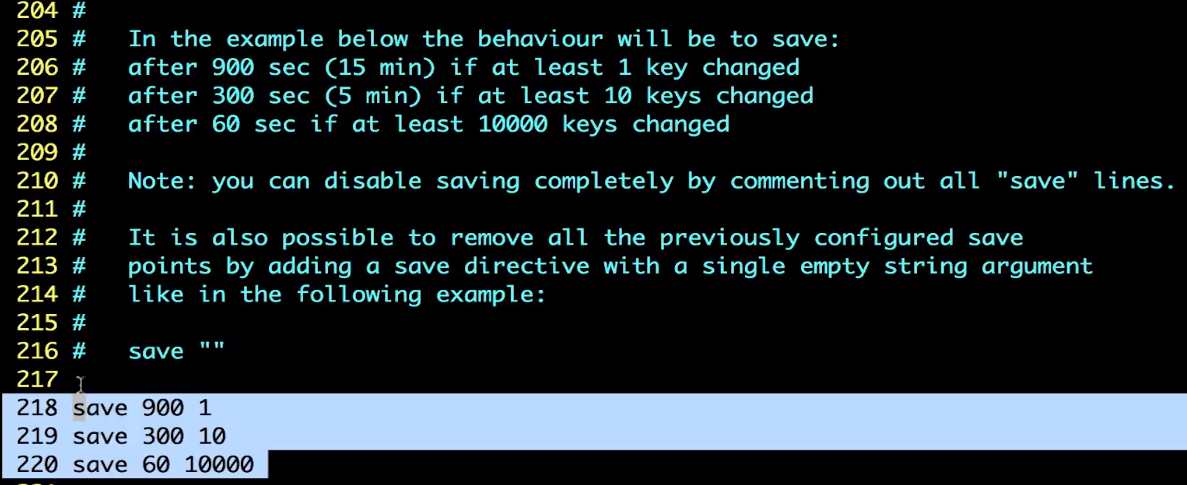 204 #
205 #   In the example below the behaviour will be to save:
206 #   after 900 sec (15 min) if at least 1 key changed
207 #   after 300 sec (5 min) if at least 10 keys changed
208 #   after 60 sec if at least 10000 keys changed
209 #
210 #   Note: you can disable saving completely by commenting out all "save" lines.
211 #
212 #   It is also possible to remove all the previously configured save
213 #   points by adding a save directive with a single empty string argument
214 #   like in the following example:
215 #
216 #   save ""
217
218 save 900 1
219 save 300 10
220 save 60 10000